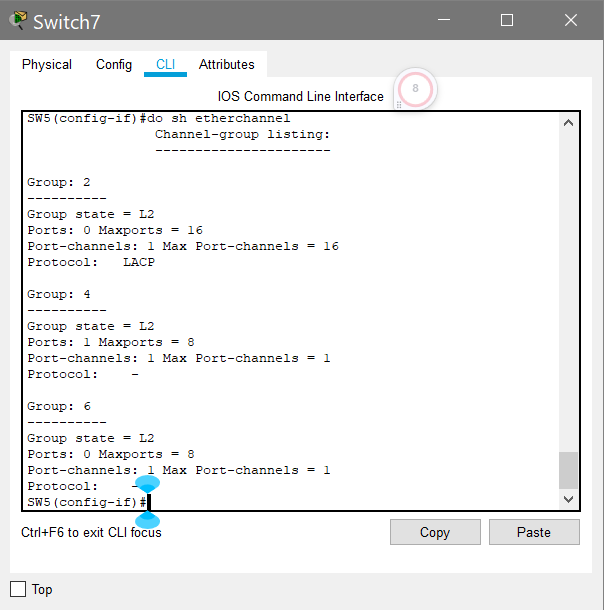 Switch7
Physical Config CLI Attributes
IOS Command Line Interface
8
SW5(config-if)#do sh etherchannel
                Channel-group listing:
                ----------------------

Group: 2
----------
Group state = L2
Ports: 0 Maxports = 16
Port-channels: 1 Max Port-channels = 16
Protocol:   LACP

Group: 4
----------
Group state = L2
Ports: 1 Maxports = 8
Port-channels: 1 Max Port-channels = 1
Protocol:    -

Group: 6
----------
Group state = L2
Ports: 0 Maxports = 8
Port-channels: 1 Max Port-channels = 1
Protocol:    -
SW5(config-if)#
Ctrl+F6 to exit CLI focus
Copy Paste
Top